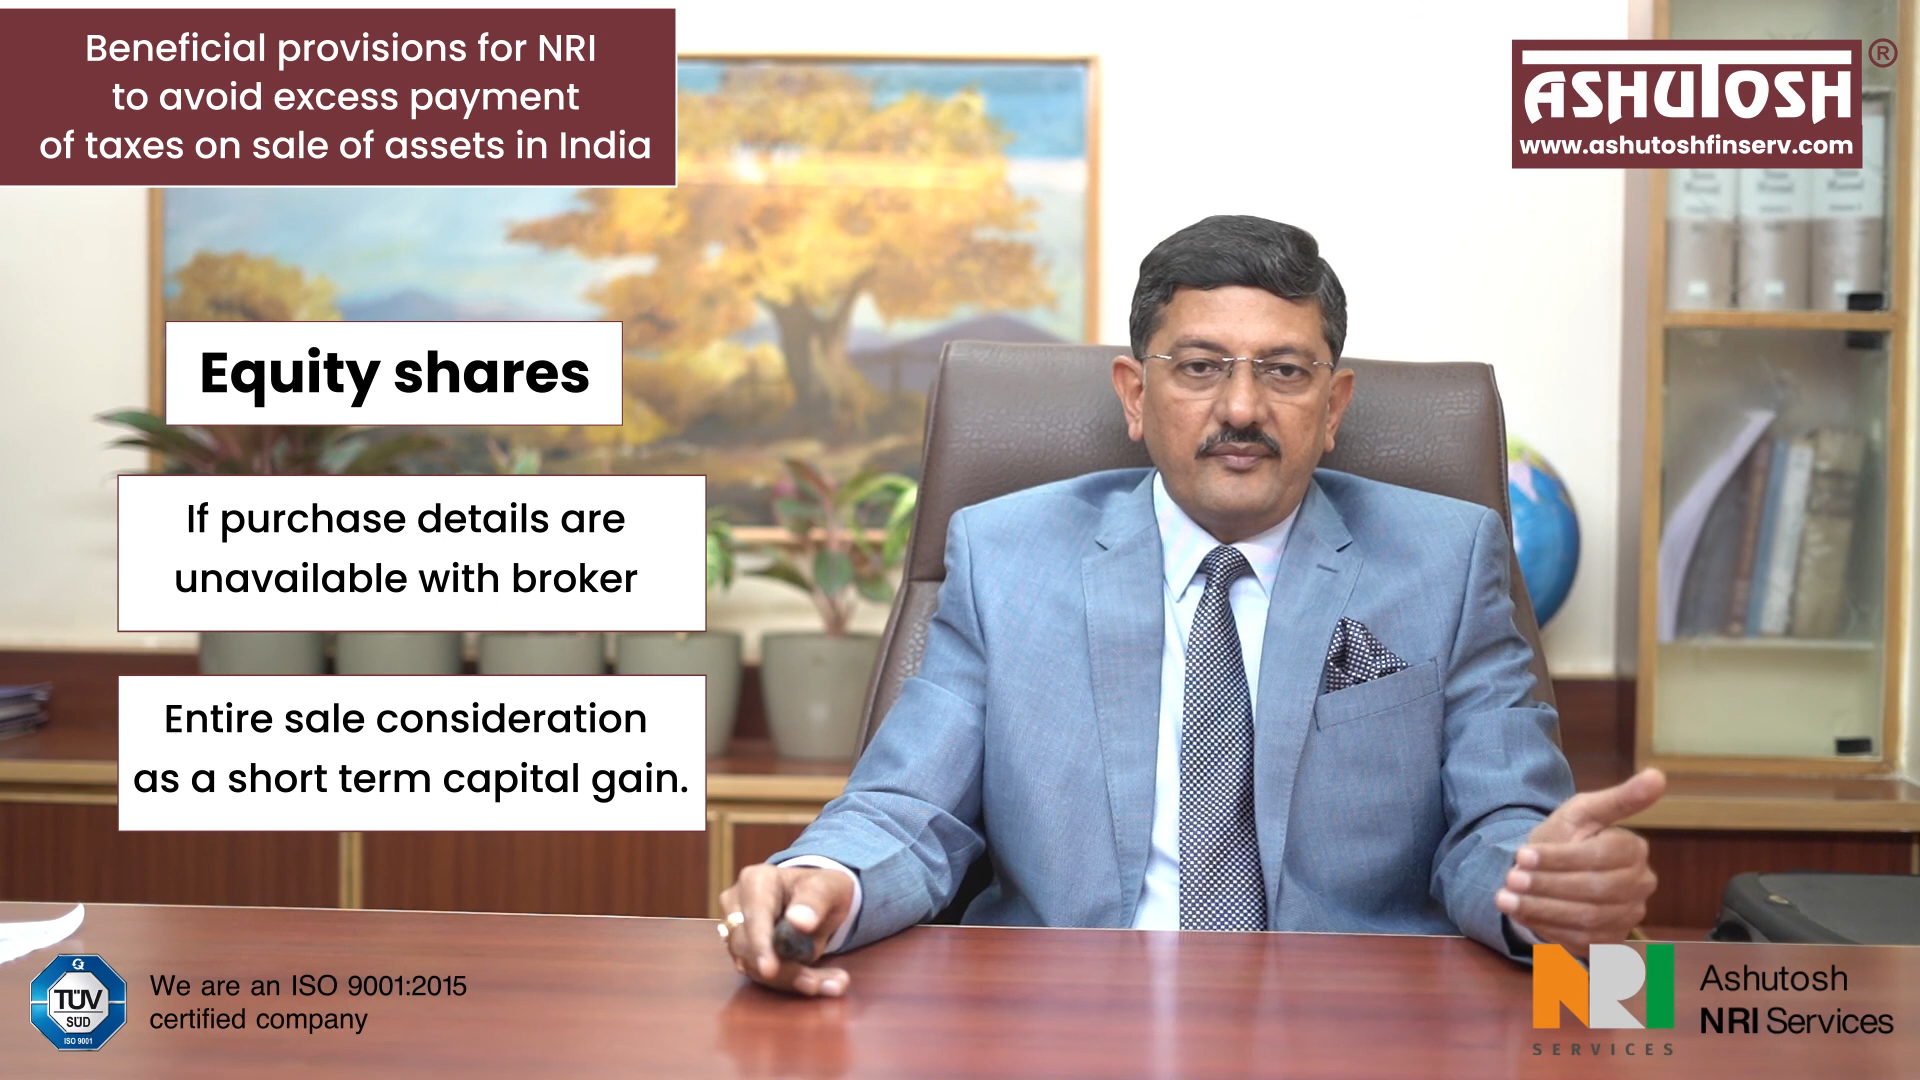 Beneficial provisions for NRI
to avoid excess payment
of taxes on sale of assets in India
ASHUTOSH®
www.ashutoshfinserv.com
Equity shares
If purchase details are
unavailable with broker
Entire sale consideration
as a short term capital gain.
Q
TÜV
SÜD
ISO 9001
We are an ISO 9001:2015
certified company
NRI
SERVICES
Ashutosh
NRI Services